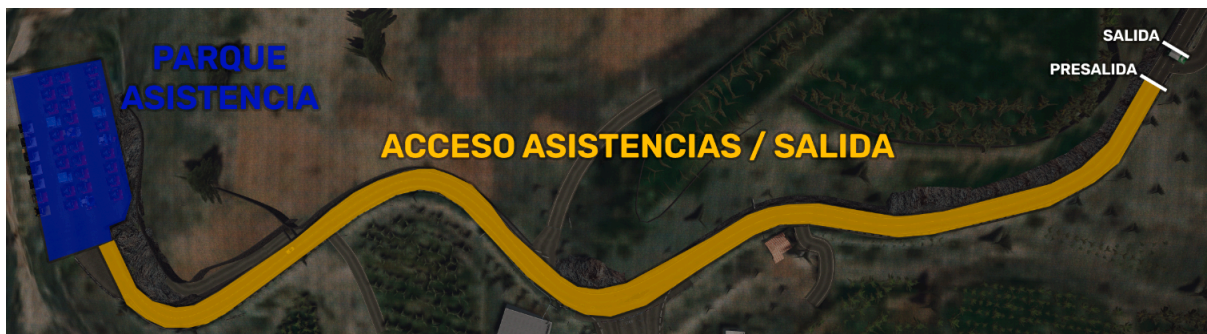 PARQUE
ASISTENCIA
ACCESO ASISTENCIAS / SALIDA
SALIDA
PRESALIDA